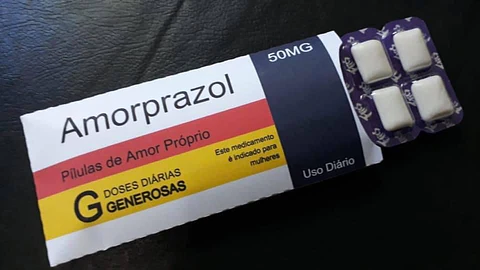 Amorprazol
50MG
Pílulas de Amor Próprio
G DOSES DIÁRIAS
GENEROSAS
Este medicamento
é indicado para
mulheres
Uso Diário